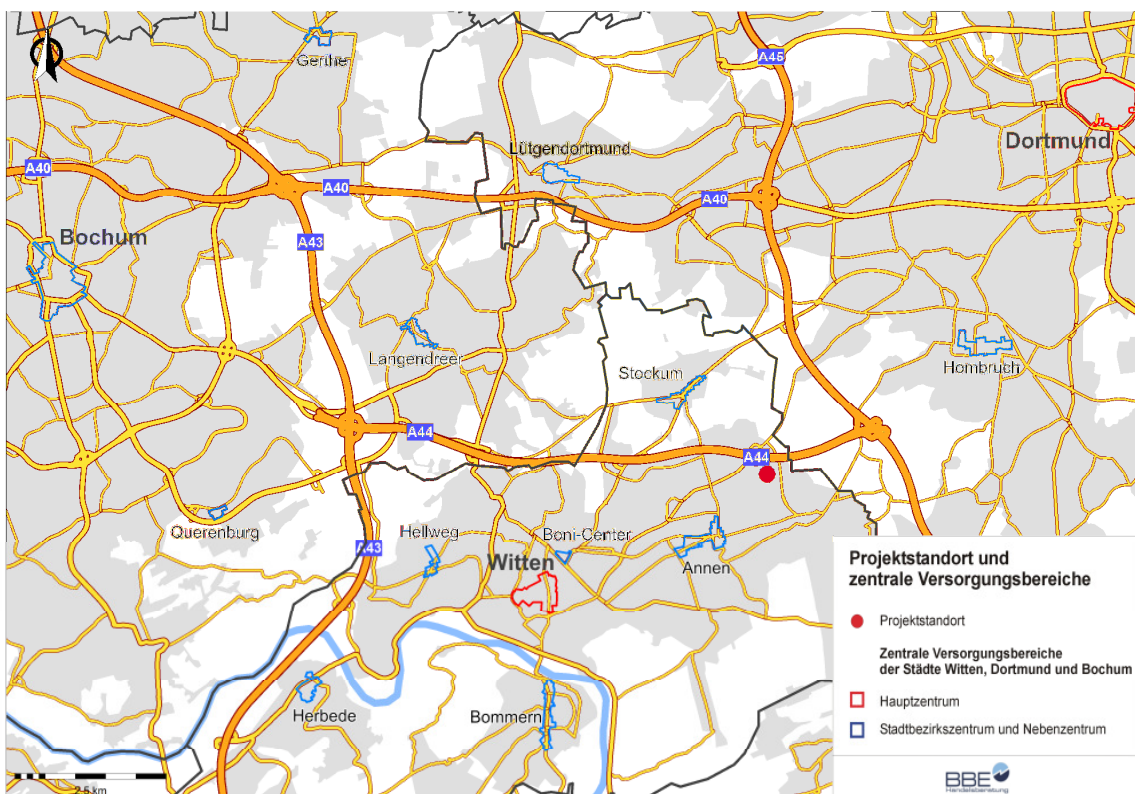 Gerthe
A45
Dortmund
Lütgendortmund
A40
A40
A40
Bochum
A43
Langendreer
Hombruch
Stockum
A44
A44
Querenburg
Hellweg
Boni-Center
A43
Witten
Annen
Herbede
Bommern
2,5 km
Projektstandort und
zentrale Versorgungsbereiche
Projektstandort
Zentrale Versorgungsbereiche
der Städte Witten, Dortmund und Bochum
Hauptzentrum
Stadtbezirkszentrum und Nebenzentrum
BBE
Handelsberatung